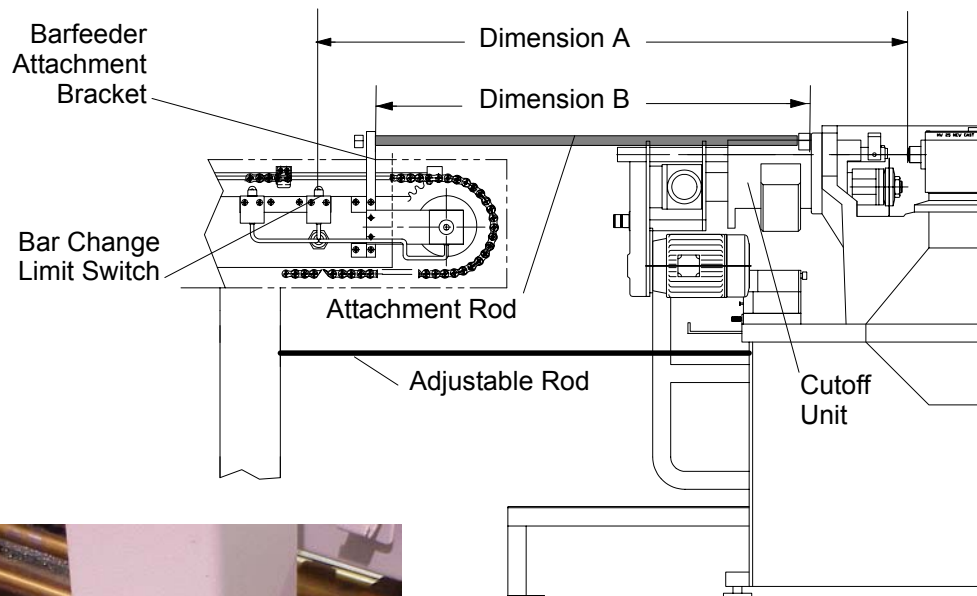 Barfeeder
Attachment
Bracket
Dimension A
Dimension B
Bar Change
Limit Switch
Attachment Rod
Adjustable Rod
Cutoff
Unit